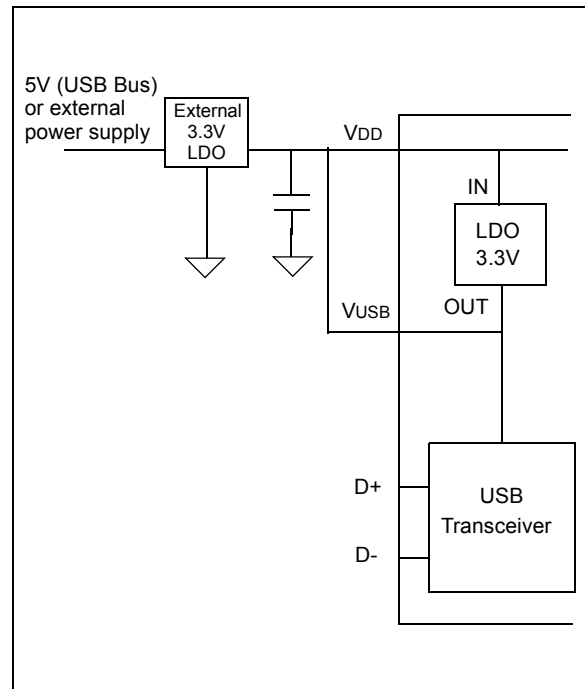 5V (USB Bus)
or external
power supply
External
3.3V
LDO
VDD
IN
LDO
3.3V
OUT
VUSB
D+
D-
USB
Transceiver